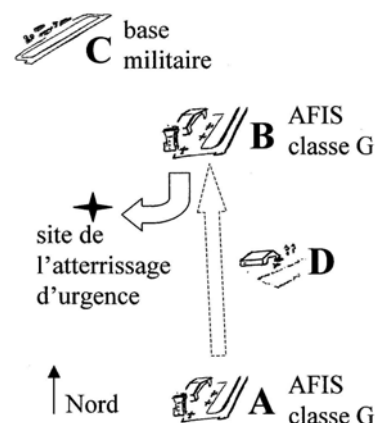 C base
militaire
B AFIS
classe G
site de
l'atterrissage
d'urgence
D
Nord
A AFIS
classe G